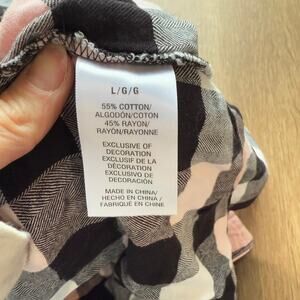 L/G/G
55% COTTON/
ALGODÓN/COTON
45% RAYON/
RAYÓN/RAYONNE
EXCLUSIVE OF
DECORATION
EXCLUSIF DE LA
DÉCORATION
EXCLUSIVO DE
DECORACIÓN
MADE IN CHINA/
HECHO EN CHINA/
FABRIQUÉ EN CHINE